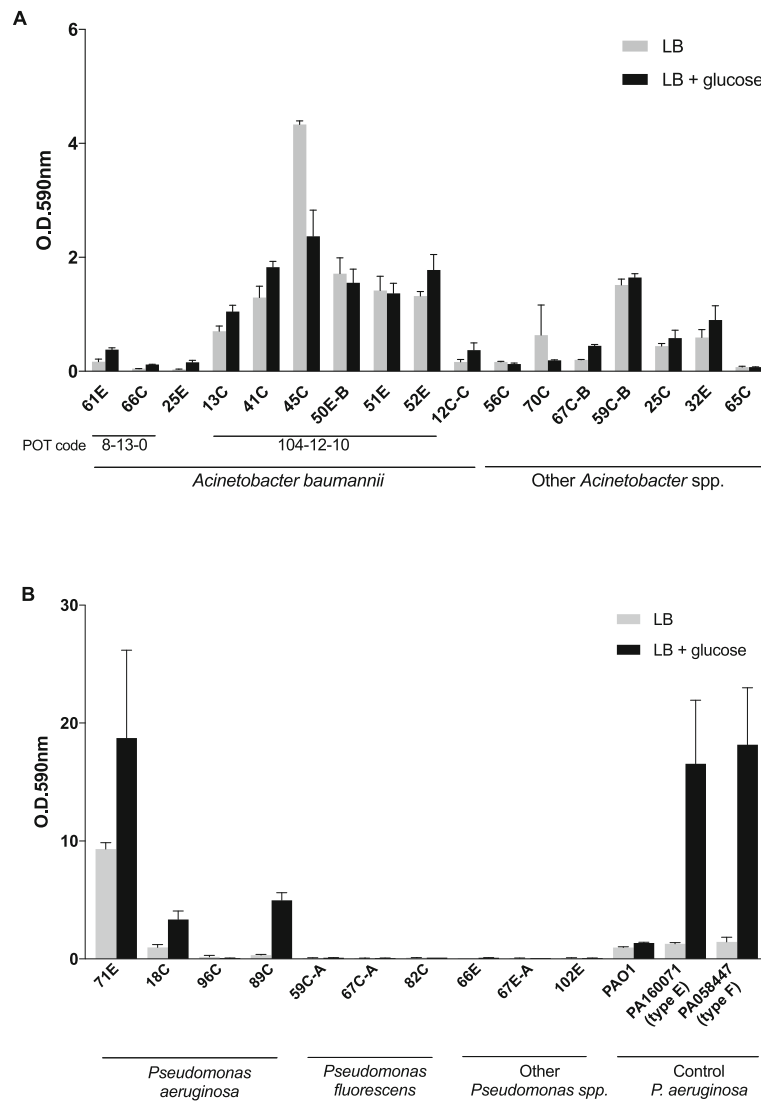 A
6
LB
LB + glucose
4
O.D.590nm
2
0
61E
66C
25E
13C
41C
45C
50E-B
51E
52E
12C-C
56C
70C
67C-B
59C-B
25C
32E
65C
POT code
8-13-0
104-12-10
Acinetobacter baumannii
Other Acinetobacter spp.
B
30
LB
LB + glucose
20
O.D.590nm
10
0
71E
18C
96C
89C
59C-A
67C-A
82C
66E
67E-A
102E
PAO1
PA160071
(type E)
PA058447
(type F)
Pseudomonas
aeruginosa
Pseudomonas
fluorescens
Other
Pseudomonas spp.
Control
P. aeruginosa